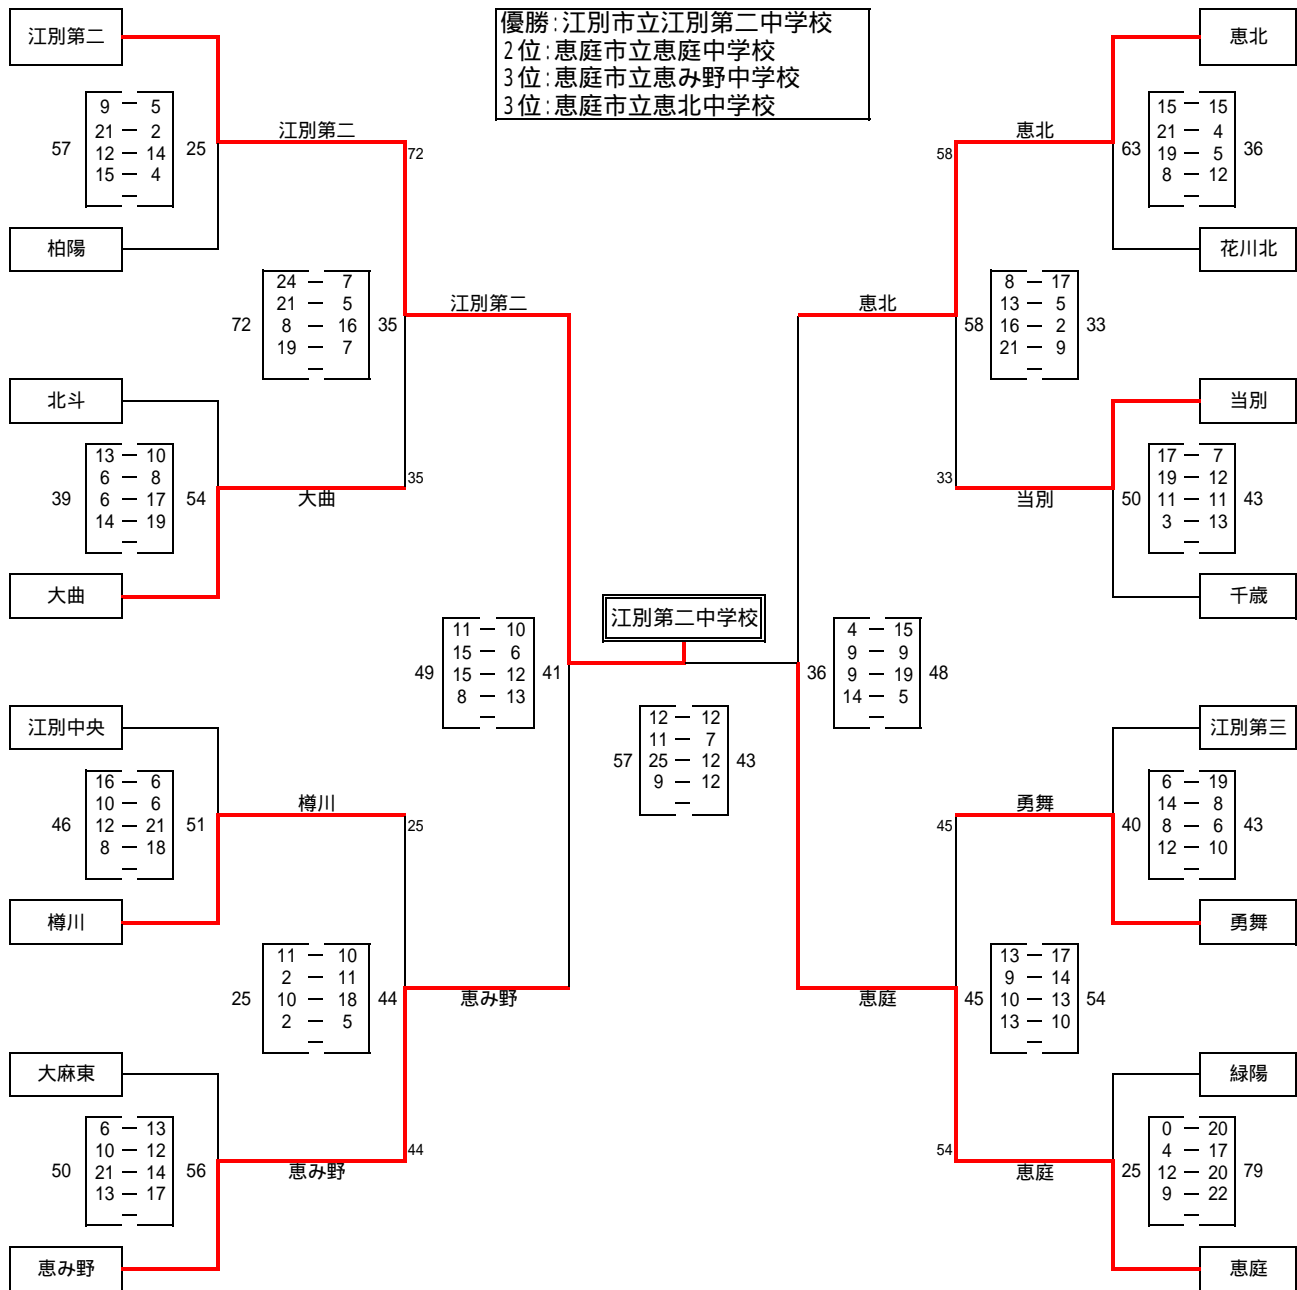 優勝:江別市立江別第二中学校
2位:恵庭市立恵庭中学校
3位:恵庭市立恵み野中学校
3位:恵庭市立恵北中学校
江別第二
57
9 — 5
21 — 2
12 — 14
15 — 4
—
25
柏陽
江別第二
72
72
24 — 7
21 — 5
8 — 16
19 — 7
—
35
江別第二
北斗
39
13 — 10
6 — 8
6 — 17
14 — 19
—
54
大曲
35
大曲
49
11 — 10
15 — 6
15 — 12
8 — 13
—
41
江別中央
46
16 — 6
10 — 6
12 — 21
8 — 18
—
51
樽川
25
樽川
25
11 — 10
2 — 11
10 — 18
2 — 5
—
44
恵み野
大麻東
50
6 — 13
10 — 12
21 — 14
13 — 17
—
56
恵み野
44
恵み野
江別第二中学校
57
12 — 12
11 — 7
25 — 12
9 — 12
—
43
恵北
恵北
58
63
15 — 15
21 — 4
19 — 5
8 — 12
—
36
花川北
恵北
58
8 — 17
13 — 5
16 — 2
21 — 9
—
33
当別
33
当別
50
17 — 7
19 — 12
11 — 11
3 — 13
—
43
千歳
36
4 — 15
9 — 9
9 — 19
14 — 5
—
48
江別第三
勇舞
45
40
6 — 19
14 — 8
8 — 6
12 — 10
—
43
勇舞
恵庭
45
13 — 17
9 — 14
10 — 13
13 — 10
—
54
緑陽
54
恵庭
25
0 — 20
4 — 17
12 — 20
9 — 22
—
79
恵庭